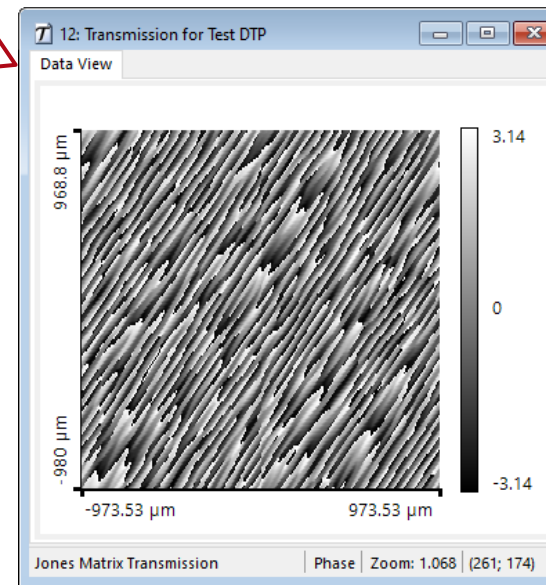 12: Transmission for Test DTP
Data View
968.8 µm
-980 µm
-973.53 µm
973.53 µm
3.14
0
-3.14
Jones Matrix Transmission
Phase
Zoom: 1.068
(261; 174)